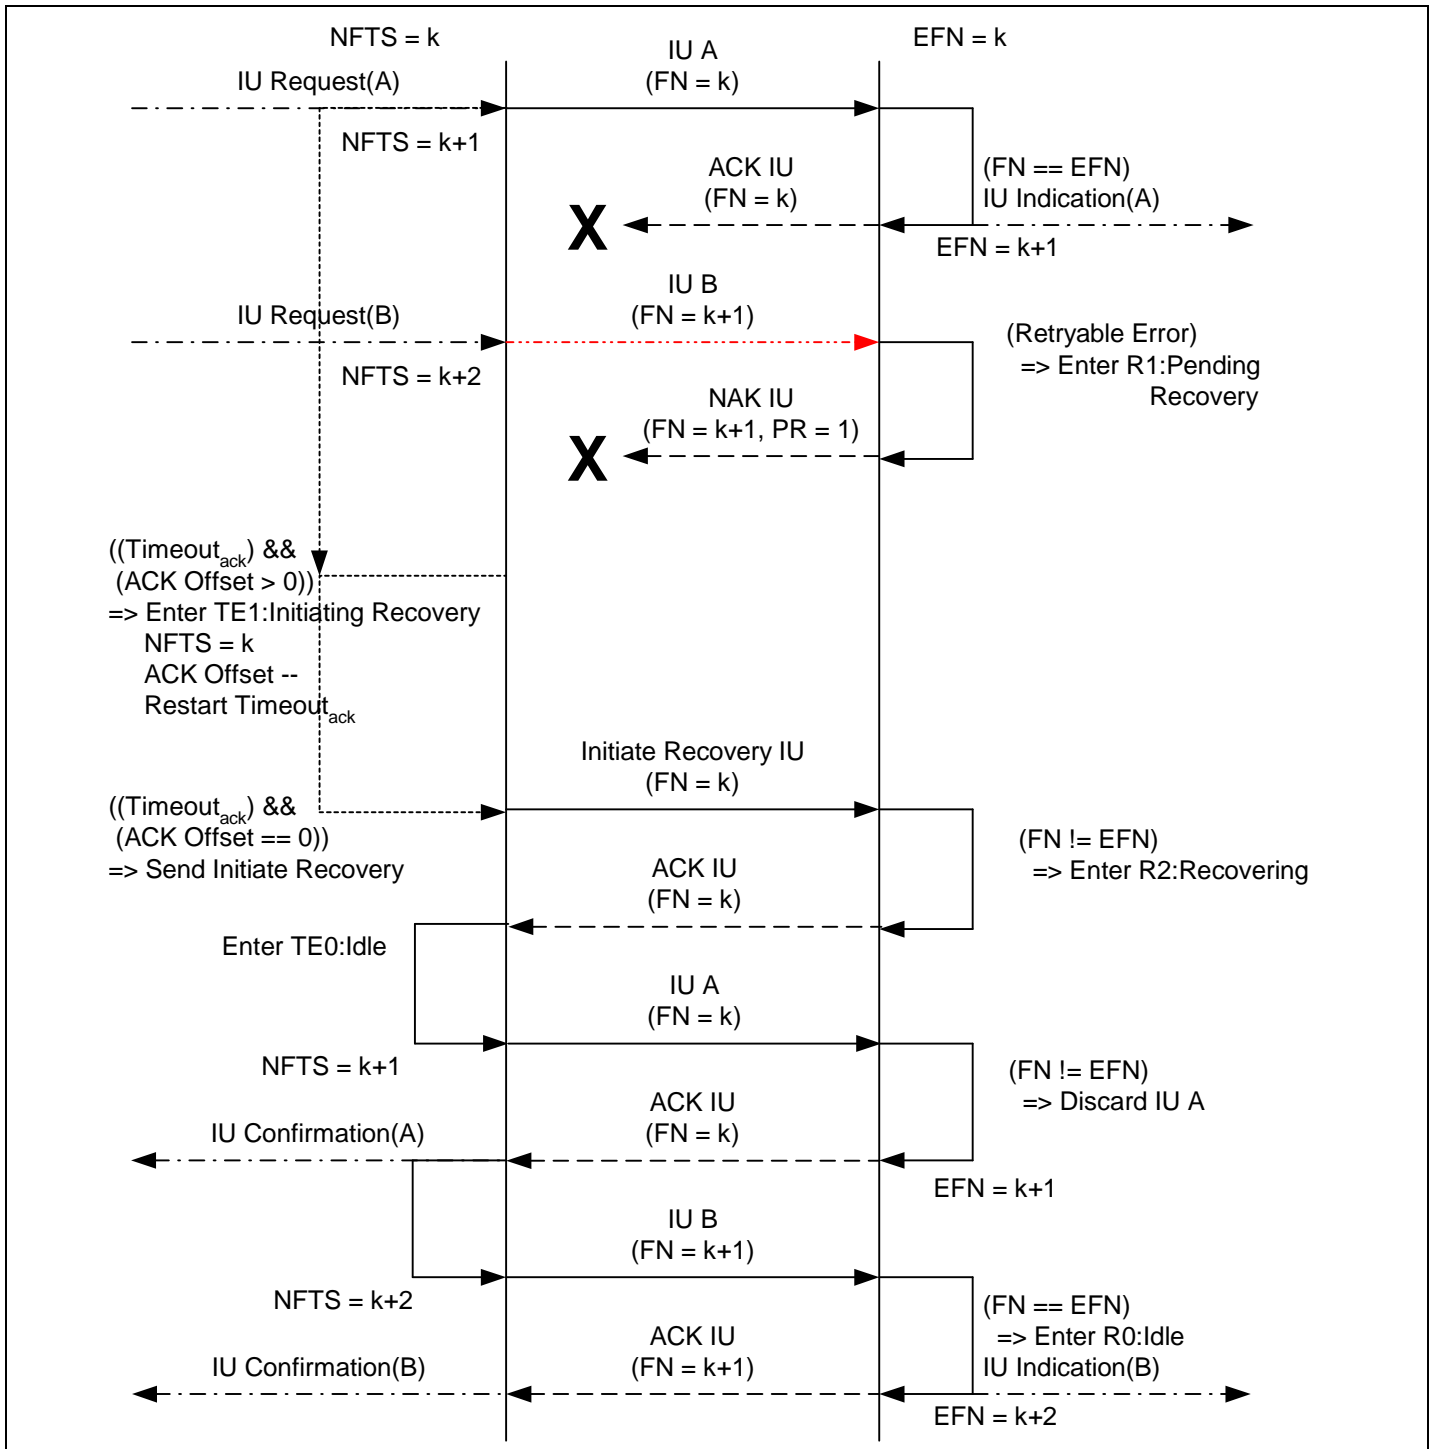 NFTS = k
IU A
(FN = k)
EFN = k
IU Request(A)
NFTS = k+1
ACK IU
(FN = k)
X
(FN == EFN)
IU Indication(A)
EFN = k+1
IU Request(B)
IU B
(FN = k+1)
NFTS = k+2
(Retryable Error)
=> Enter R1:Pending
Recovery
NAK IU
(FN = k+1, PR = 1)
X
((Timeout_ack) &&
(ACK Offset > 0))
=> Enter TE1:Initiating Recovery
NFTS = k
ACK Offset --
Restart Timeout_ack
Initiate Recovery IU
(FN = k)
((Timeout_ack) &&
(ACK Offset == 0))
=> Send Initiate Recovery
(FN != EFN)
=> Enter R2:Recovering
ACK IU
(FN = k)
Enter TE0:Idle
IU A
(FN = k)
NFTS = k+1
(FN != EFN)
=> Discard IU A
ACK IU
(FN = k)
IU Confirmation(A)
EFN = k+1
IU B
(FN = k+1)
NFTS = k+2
(FN == EFN)
=> Enter R0:Idle
IU Indication(B)
ACK IU
(FN = k+1)
IU Confirmation(B)
EFN = k+2